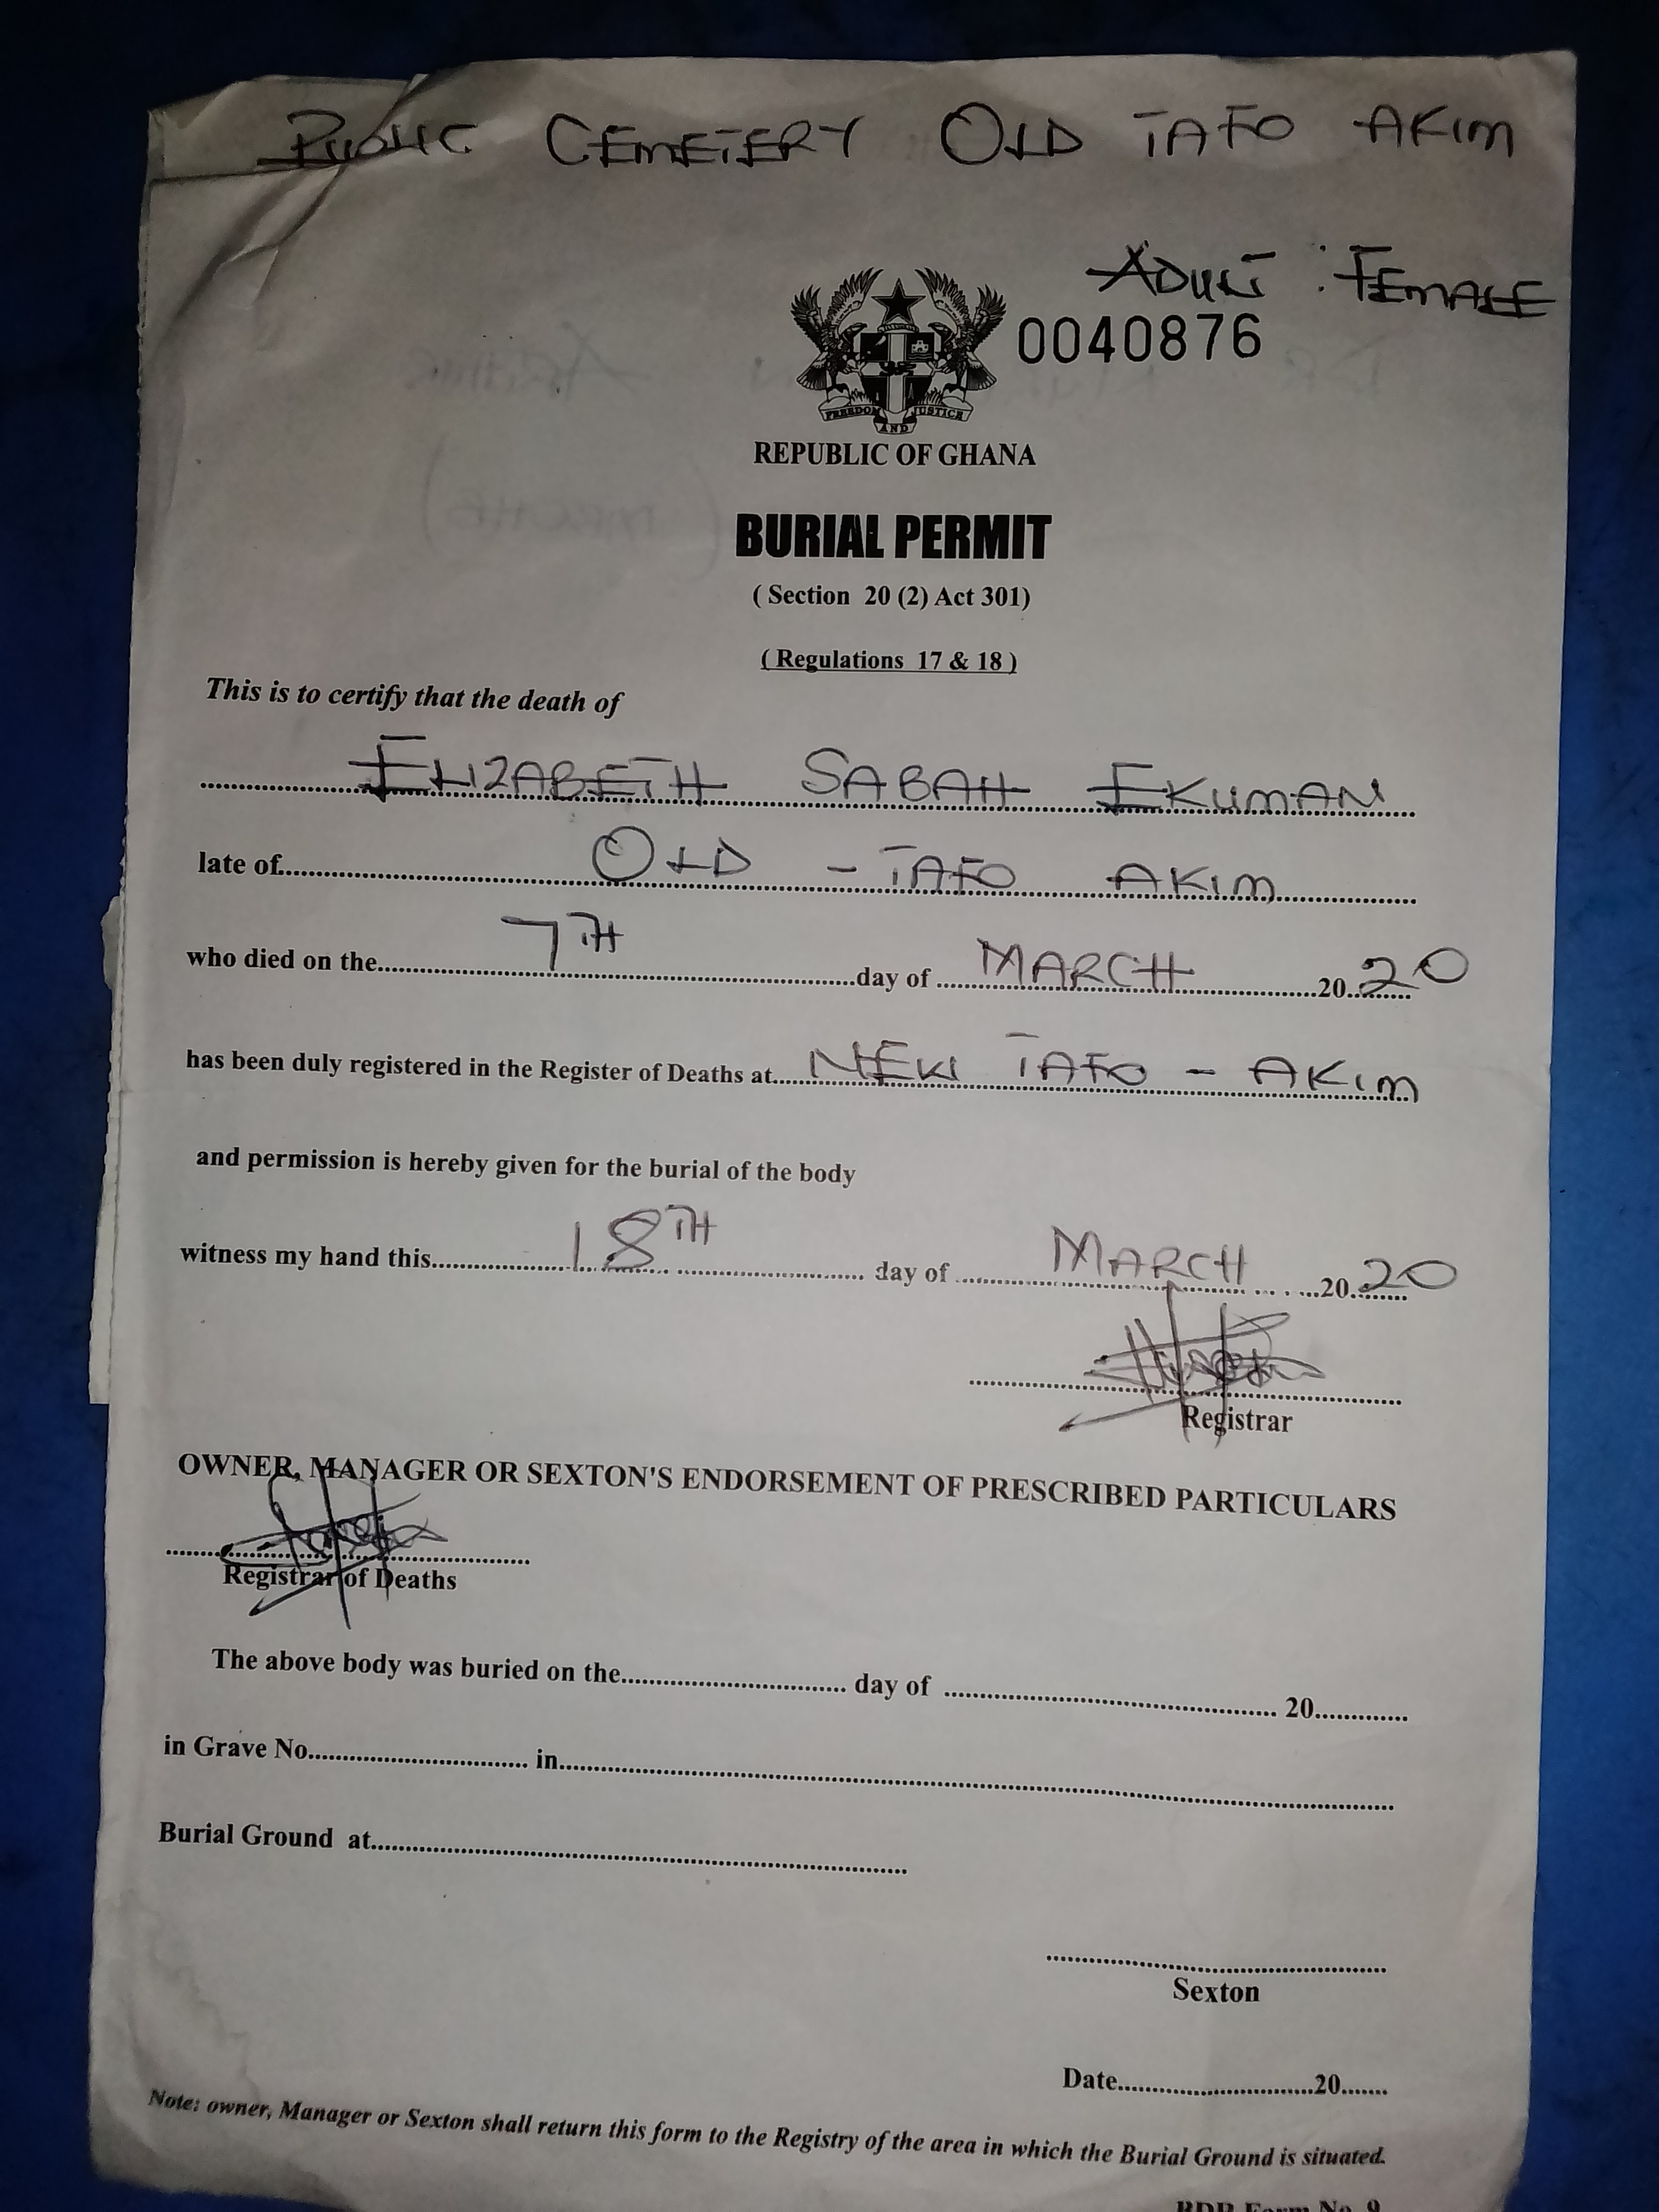 PUBLIC CEMETERY OLD TAFO AKIM
ADULT : FEMALE
0040876
FREEDOM AND JUSTICE
REPUBLIC OF GHANA
BURIAL PERMIT
( Section 20 (2) Act 301)
( Regulations 17 & 18 )
This is to certify that the death of
ELIZABETH SABAH EKUMAN
late of OLD - TAFO AKIM
who died on the 7TH day of MARCH 20 20
has been duly registered in the Register of Deaths at NEW TAFO - AKIM
and permission is hereby given for the burial of the body
witness my hand this 18TH day of MARCH 20 20
Registrar
OWNER, MANAGER OR SEXTON'S ENDORSEMENT OF PRESCRIBED PARTICULARS
Registrar of Deaths
The above body was buried on the day of 20
in Grave No. in
Burial Ground at
Sexton
Date 20
Note: owner, Manager or Sexton shall return this form to the Registry of the area in which the Burial Ground is situated.
BDR Form No. 9